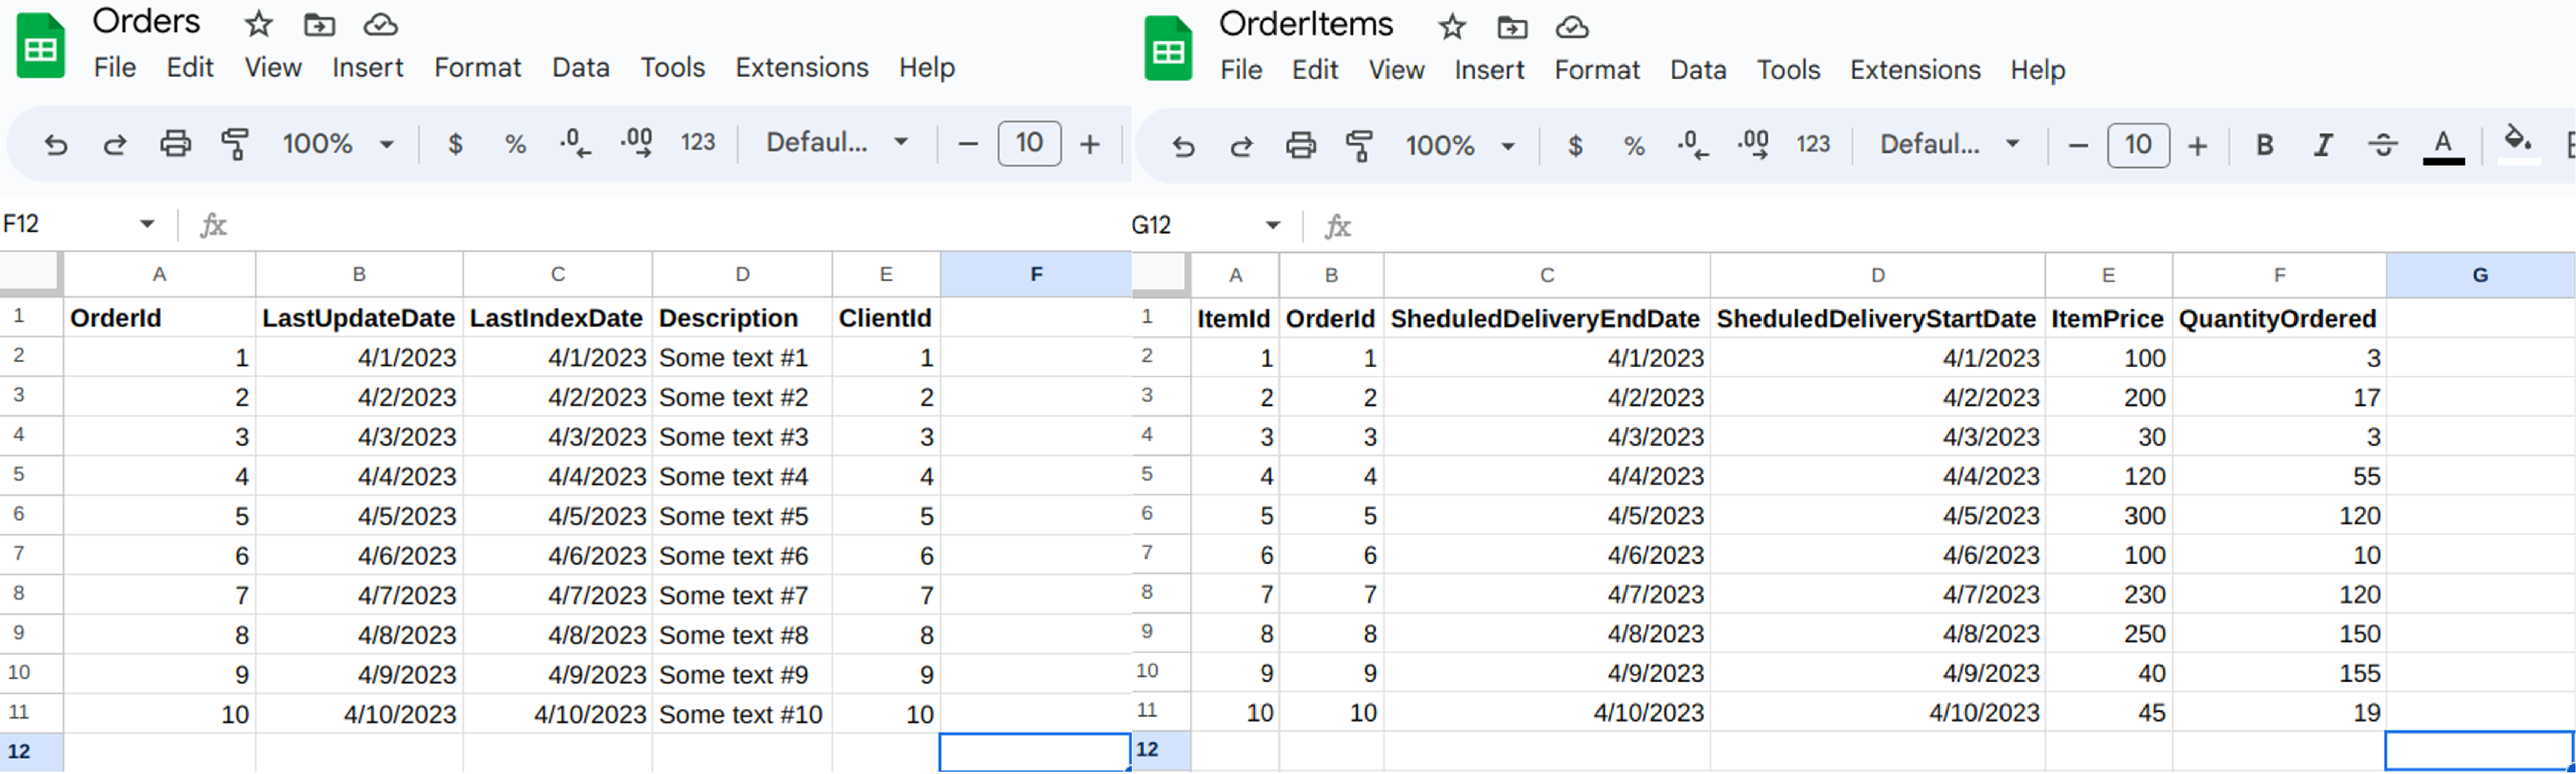 Orders
File Edit View Insert Format Data Tools Extensions Help
100% $ % .0 .00 123 Defaul... − 10 +
F12 fx
A B C D E F
1 OrderId LastUpdateDate LastIndexDate Description ClientId
2 1 4/1/2023 4/1/2023 Some text #1 1
3 2 4/2/2023 4/2/2023 Some text #2 2
4 3 4/3/2023 4/3/2023 Some text #3 3
5 4 4/4/2023 4/4/2023 Some text #4 4
6 5 4/5/2023 4/5/2023 Some text #5 5
7 6 4/6/2023 4/6/2023 Some text #6 6
8 7 4/7/2023 4/7/2023 Some text #7 7
9 8 4/8/2023 4/8/2023 Some text #8 8
10 9 4/9/2023 4/9/2023 Some text #9 9
11 10 4/10/2023 4/10/2023 Some text #10 10
12
OrderItems
File Edit View Insert Format Data Tools Extensions Help
100% $ % .0 .00 123 Defaul... − 10 + B I S A
G12 fx
A B C D E F G
1 ItemId OrderId SheduledDeliveryEndDate SheduledDeliveryStartDate ItemPrice QuantityOrdered
2 1 1 4/1/2023 4/1/2023 100 3
3 2 2 4/2/2023 4/2/2023 200 17
4 3 3 4/3/2023 4/3/2023 30 3
5 4 4 4/4/2023 4/4/2023 120 55
6 5 5 4/5/2023 4/5/2023 300 120
7 6 6 4/6/2023 4/6/2023 100 10
8 7 7 4/7/2023 4/7/2023 230 120
9 8 8 4/8/2023 4/8/2023 250 150
10 9 9 4/9/2023 4/9/2023 40 155
11 10 10 4/10/2023 4/10/2023 45 19
12